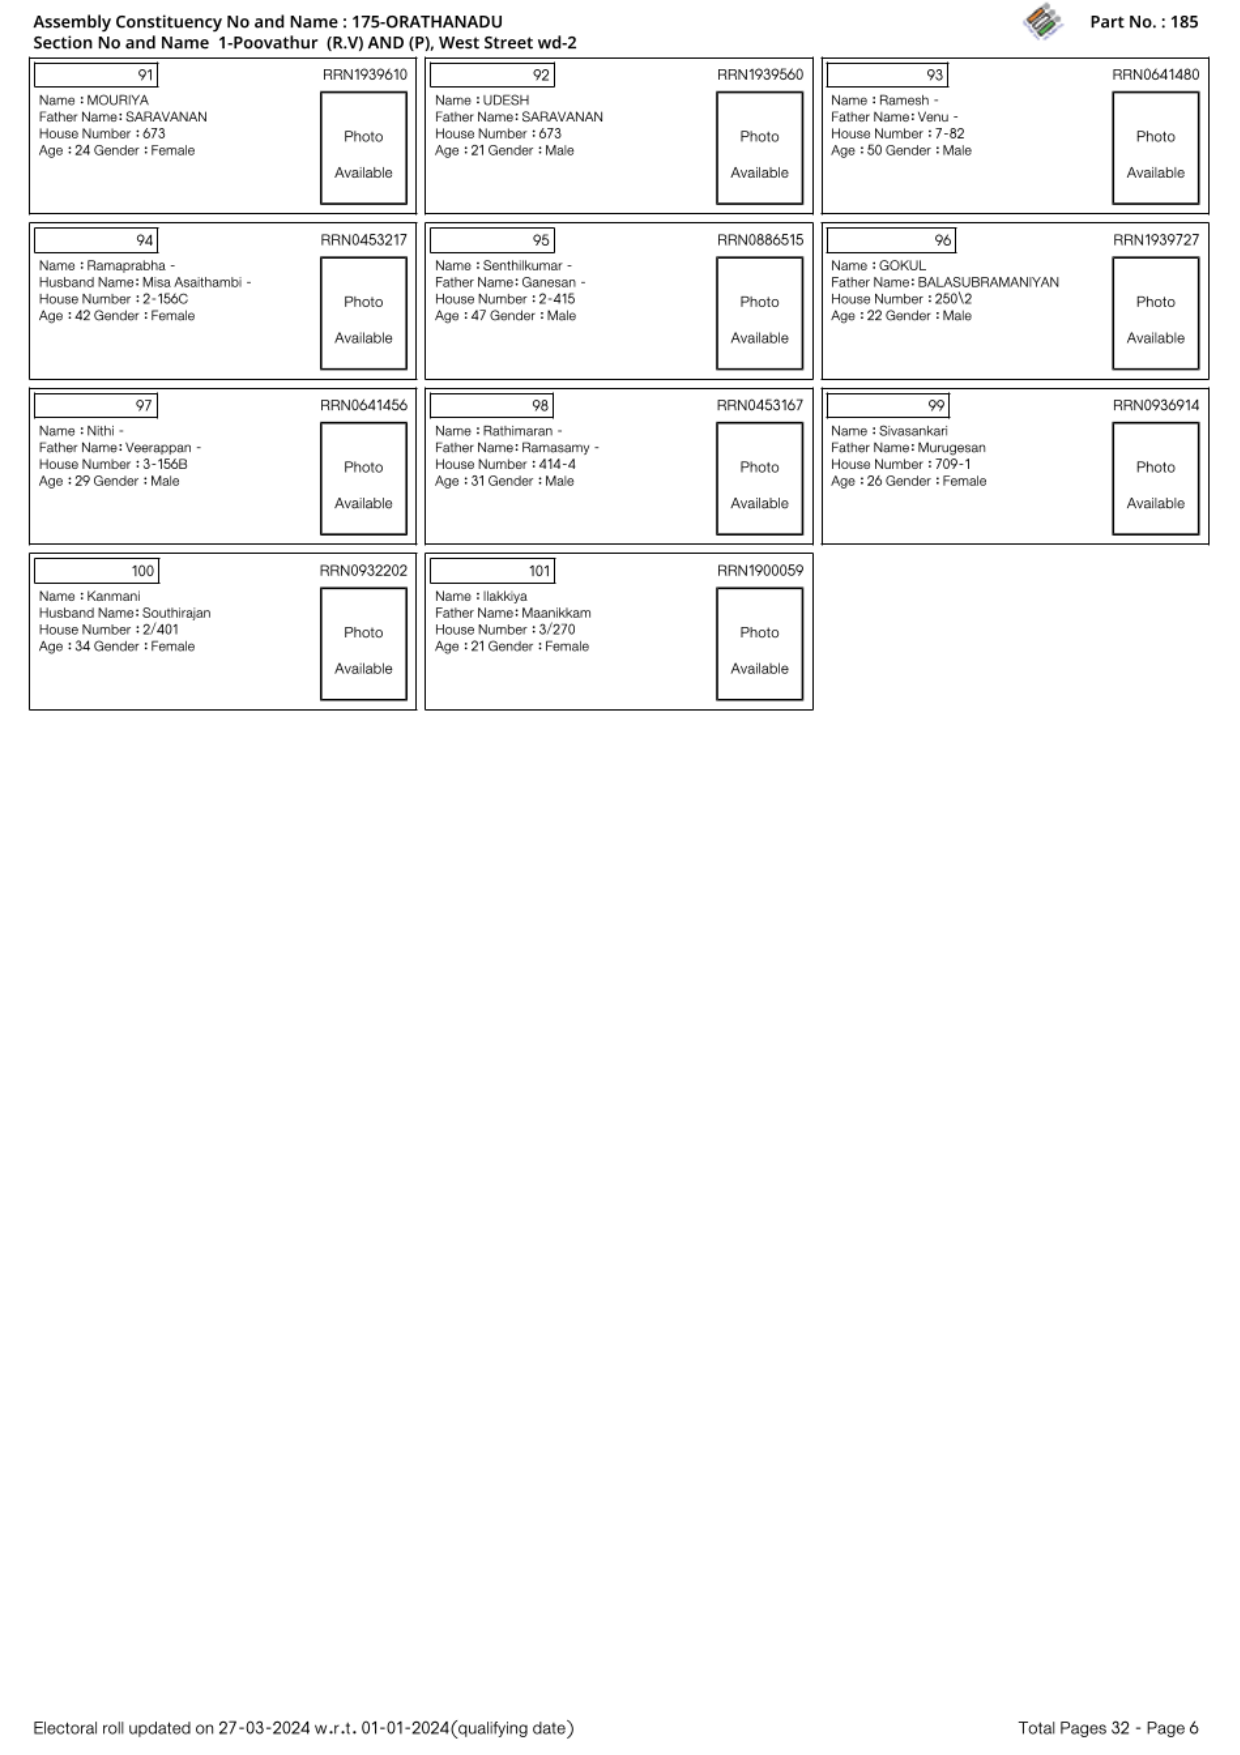 Assembly Constituency No and Name : 175-ORATHANADU
Part No. : 185
Section No and Name 1-Poovathur (R.V) AND (P), West Street wd-2
91
RRN1939610
Name : MOURIYA
Father Name: SARAVANAN
House Number : 673
Age : 24 Gender : Female
Photo
Available
92
RRN1939560
Name : UDESH
Father Name: SARAVANAN
House Number : 673
Age : 21 Gender : Male
Photo
Available
93
RRN0641480
Name : Ramesh -
Father Name: Venu -
House Number : 7-82
Age : 50 Gender : Male
Photo
Available
94
RRN0453217
Name : Ramaprabha -
Husband Name: Misa Asaithambi -
House Number : 2-156C
Age : 42 Gender : Female
Photo
Available
95
RRN0886515
Name : Senthilkumar -
Father Name: Ganesan -
House Number : 2-415
Age : 47 Gender : Male
Photo
Available
96
RRN1939727
Name : GOKUL
Father Name: BALASUBRAMANIYAN
House Number : 250\2
Age : 22 Gender : Male
Photo
Available
97
RRN0641456
Name : Nithi -
Father Name: Veerappan -
House Number : 3-156B
Age : 29 Gender : Male
Photo
Available
98
RRN0453167
Name : Rathimaran -
Father Name: Ramasamy -
House Number : 414-4
Age : 31 Gender : Male
Photo
Available
99
RRN0936914
Name : Sivasankari
Father Name: Murugesan
House Number : 709-1
Age : 26 Gender : Female
Photo
Available
100
RRN0932202
Name : Kanmani
Husband Name: Southirajan
House Number : 2/401
Age : 34 Gender : Female
Photo
Available
101
RRN1900059
Name : Ilakkiya
Father Name: Maanikkam
House Number : 3/270
Age : 21 Gender : Female
Photo
Available
Electoral roll updated on 27-03-2024 w.r.t. 01-01-2024(qualifying date)
Total Pages 32 - Page 6